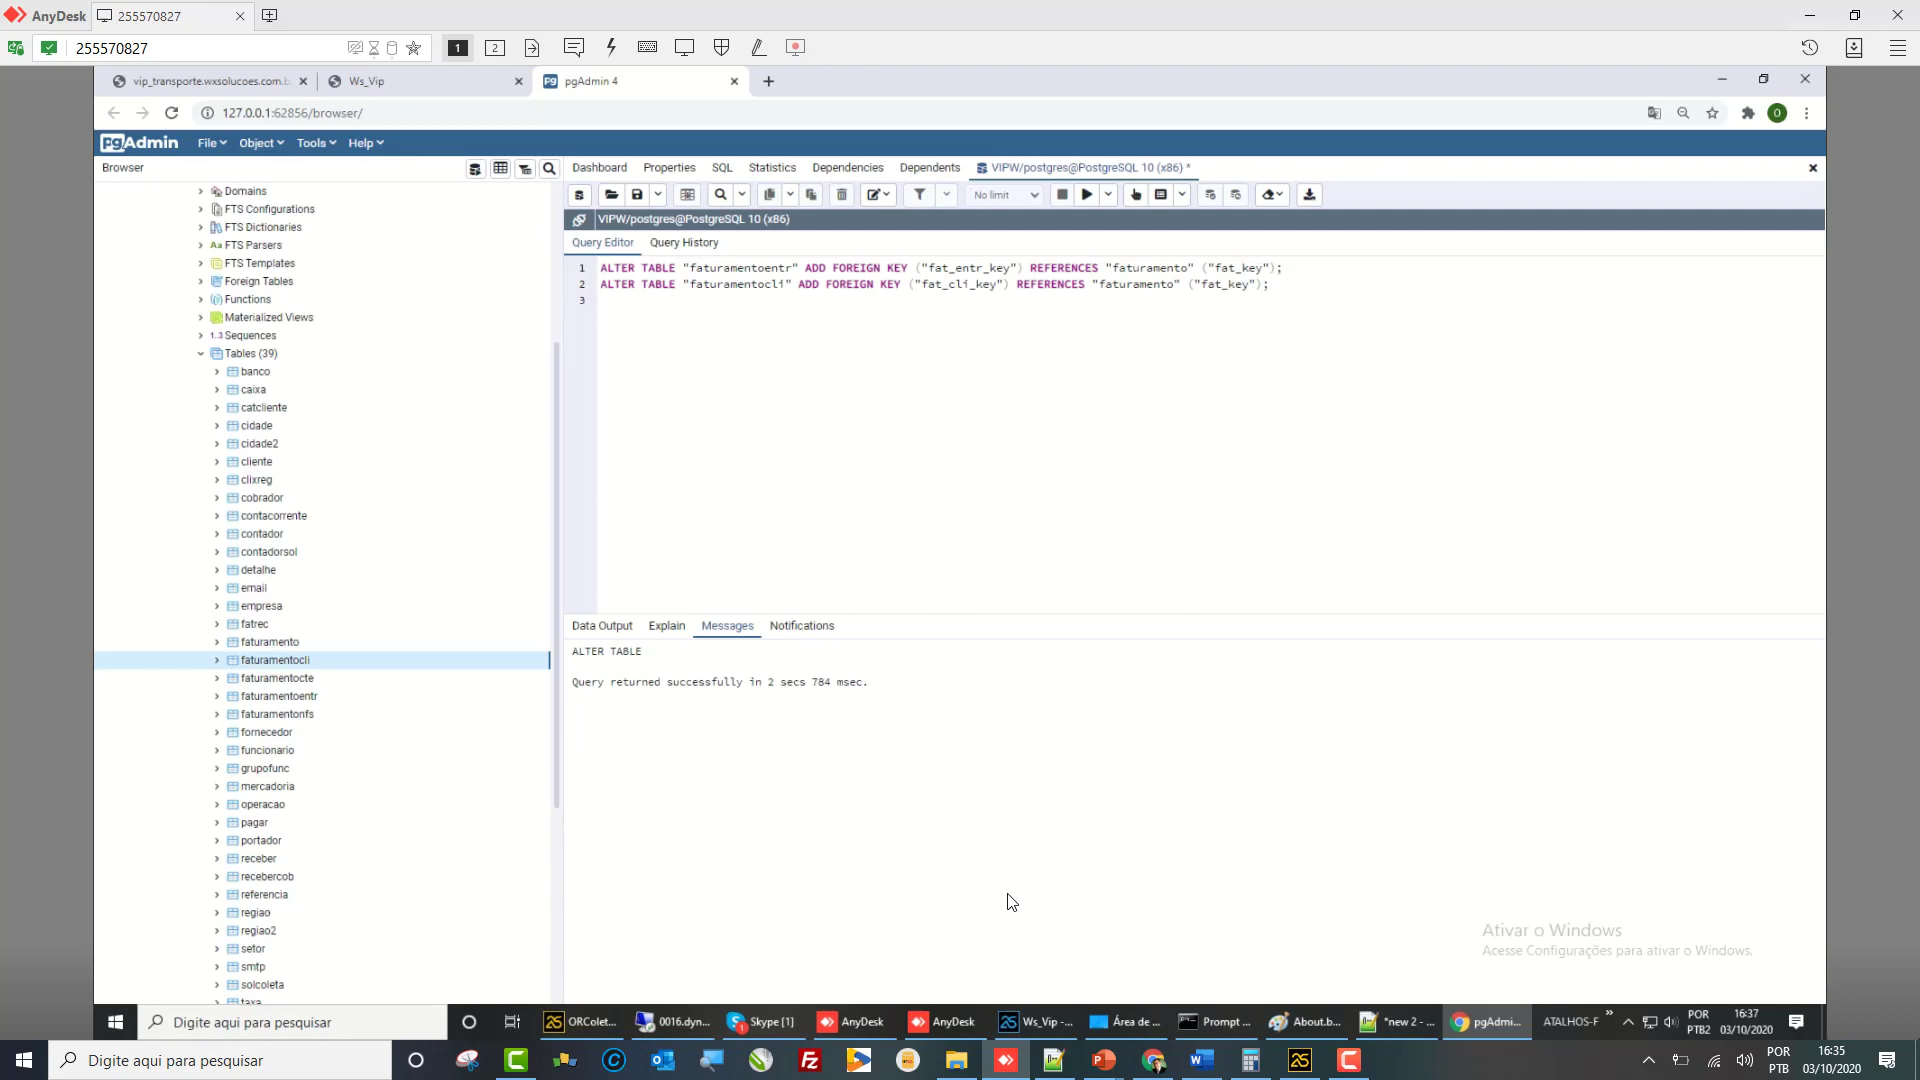 AnyDesk 255570827
255570827 1 2
vip_transporte.wxsolucoes.com.b Ws_Vip pgAdmin 4
127.0.0.1:62856/browser/ O
pgAdmin File Object Tools Help
Browser
Dashboard Properties SQL Statistics Dependencies Dependents VIPW/postgres@PostgreSQL 10 (x86) *
No limit
VIPW/postgres@PostgreSQL 10 (x86)
Query Editor Query History
1 ALTER TABLE "faturamentoentr" ADD FOREIGN KEY ("fat_entr_key") REFERENCES "faturamento" ("fat_key");
2 ALTER TABLE "faturamentocli" ADD FOREIGN KEY ("fat_cli_key") REFERENCES "faturamento" ("fat_key");
3
Domains
FTS Configurations
FTS Dictionaries
Aa FTS Parsers
FTS Templates
Foreign Tables
Functions
Materialized Views
1..3 Sequences
Tables (39)
banco
caixa
catcliente
cidade
cidade2
cliente
clixreg
cobrador
contacorrente
contador
contadorsol
detalhe
email
empresa
fatrec
faturamento
faturamentocli
faturamentocte
faturamentoentr
faturamentonfs
fornecedor
funcionario
grupofunc
mercadoria
operacao
pagar
portador
receber
recebercob
referencia
regiao
regiao2
setor
smtp
solcoleta
taxa
Data Output Explain Messages Notifications
ALTER TABLE
Query returned successfully in 2 secs 784 msec.
Ativar o Windows
Acesse Configurações para ativar o Windows.
Digite aqui para pesquisar 25 ORColet... 0016.dyn... Skype [1] AnyDesk AnyDesk 25 Ws_Vip -... Área de ... Prompt ... About.b... *new 2 - ... pgAdmi... ATALHOS-F » POR PTB2 16:37 03/10/2020
Digite aqui para pesquisar 25 POR PTB 16:35 03/10/2020